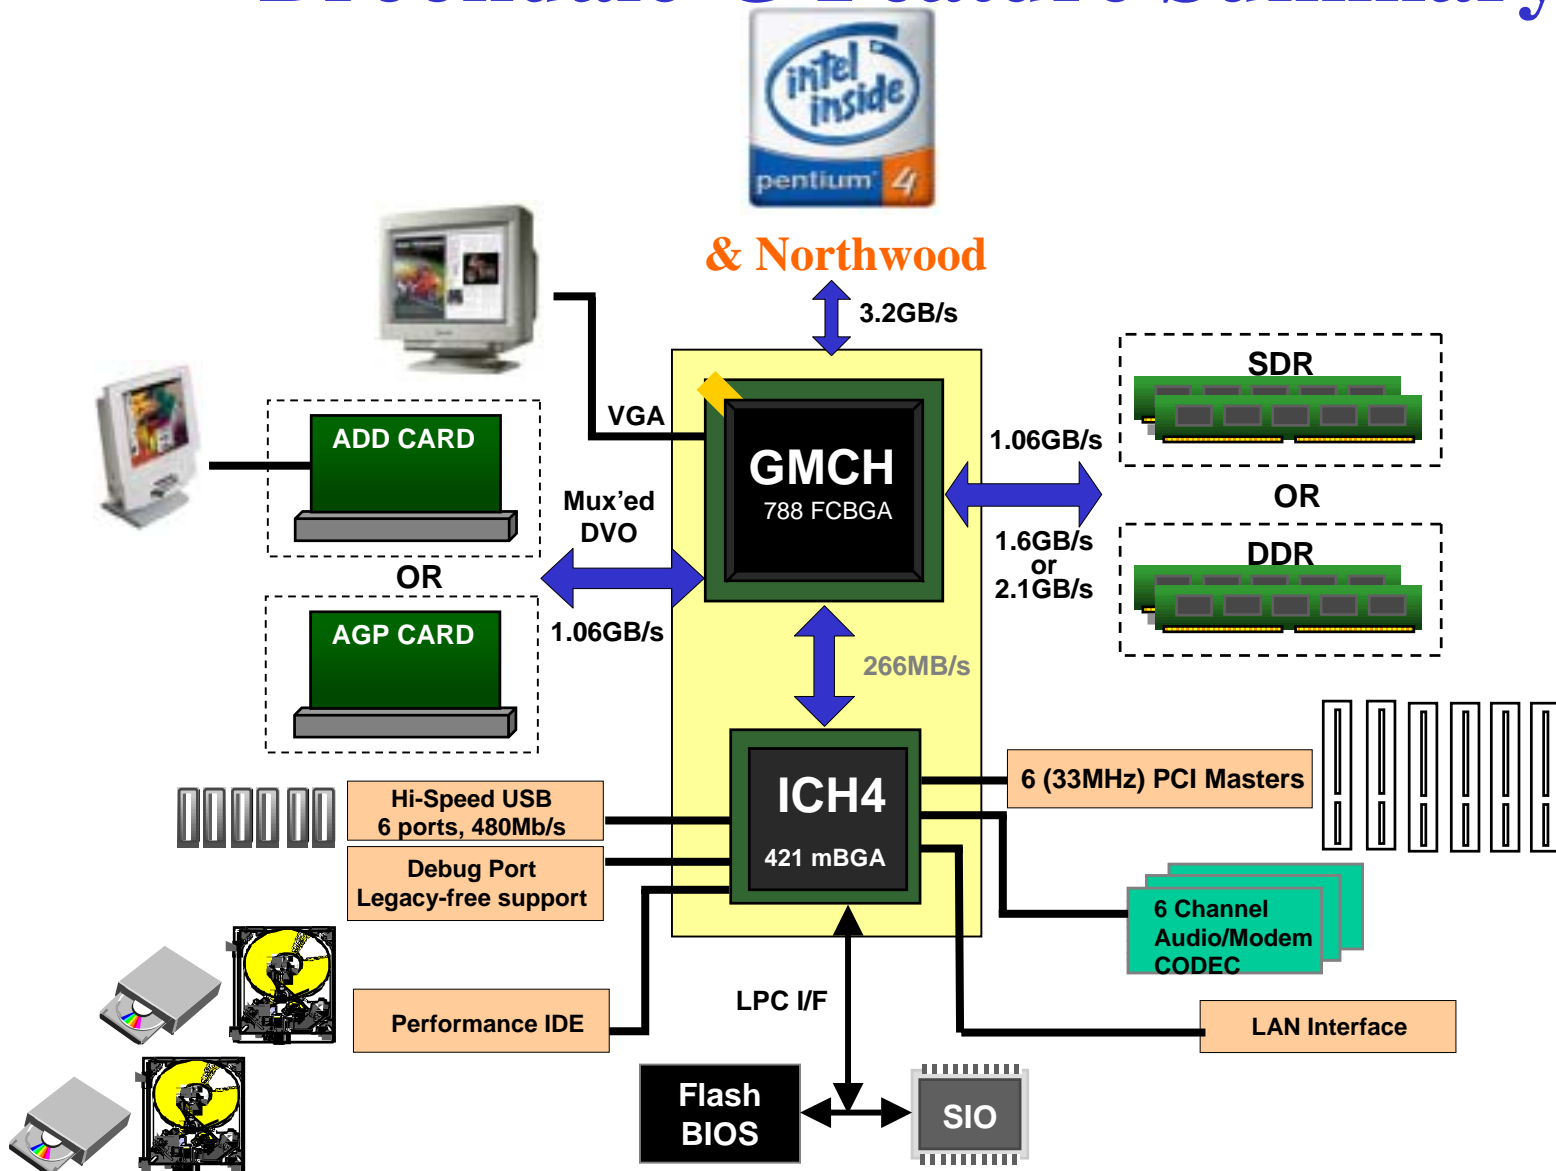 Brookdale-G Feature Summary
intel
inside
pentium® 4
& Northwood
3.2GB/s
VGA
ADD CARD
Mux'ed
DVO
OR
1.06GB/s
AGP CARD
GMCH
788 FCBGA
SDR
1.06GB/s
OR
1.6GB/s
or
2.1GB/s
DDR
266MB/s
ICH4
421 mBGA
6 (33MHz) PCI Masters
Hi-Speed USB
6 ports, 480Mb/s
Debug Port
Legacy-free support
6 Channel
Audio/Modem
CODEC
Performance IDE
LPC I/F
LAN Interface
Flash
BIOS
SIO